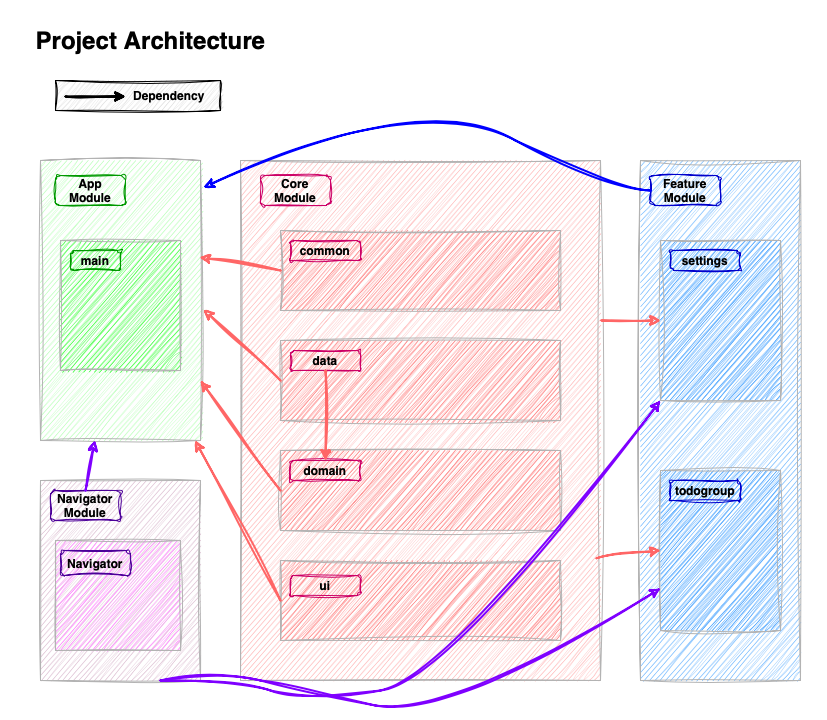 Project Architecture
Dependency
App
Module
Core
Module
Feature
Module
main
common
settings
data
domain
todogroup
Navigator
Module
Navigator
ui